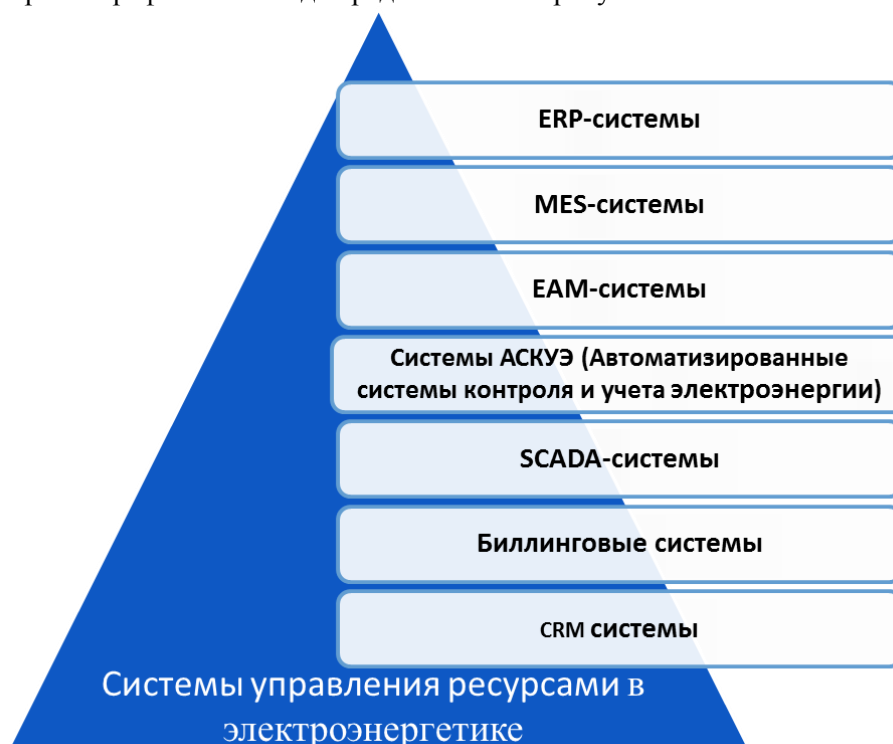 ERP-системы
MES-системы
EAM-системы
Системы АСКУЭ (Автоматизированные
системы контроля и учета электроэнергии)
SCADA-системы
Биллинговые системы
CRM системы
Системы управления ресурсами в
электроэнергетике